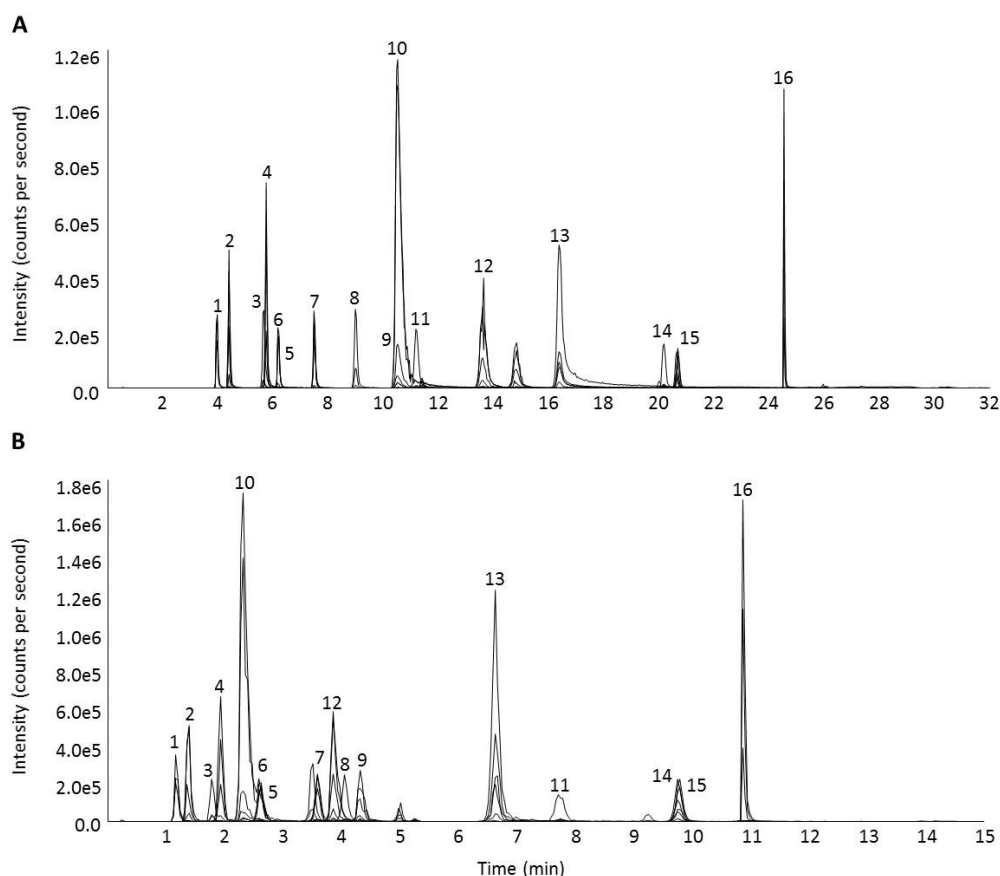 A
Intensity (counts per second)
1.2e6
1.0e6
8.0e5
6.0e5
4.0e5
2.0e5
0.0
1
2
3
4
6
5
7
8
9
10
11
12
13
14
15
16
2 4 6 8 10 12 14 16 18 20 22 24 26 28 30 32
B
Intensity (counts per second)
1.8e6
1.6e6
1.4e6
1.2e6
1.0e6
8.0e5
6.0e5
4.0e5
2.0e5
0.0
1
2
3
4
10
6
5
7
12
8
9
13
11
14
15
16
1 2 3 4 5 6 7 8 9 10 11 12 13 14 15
Time (min)